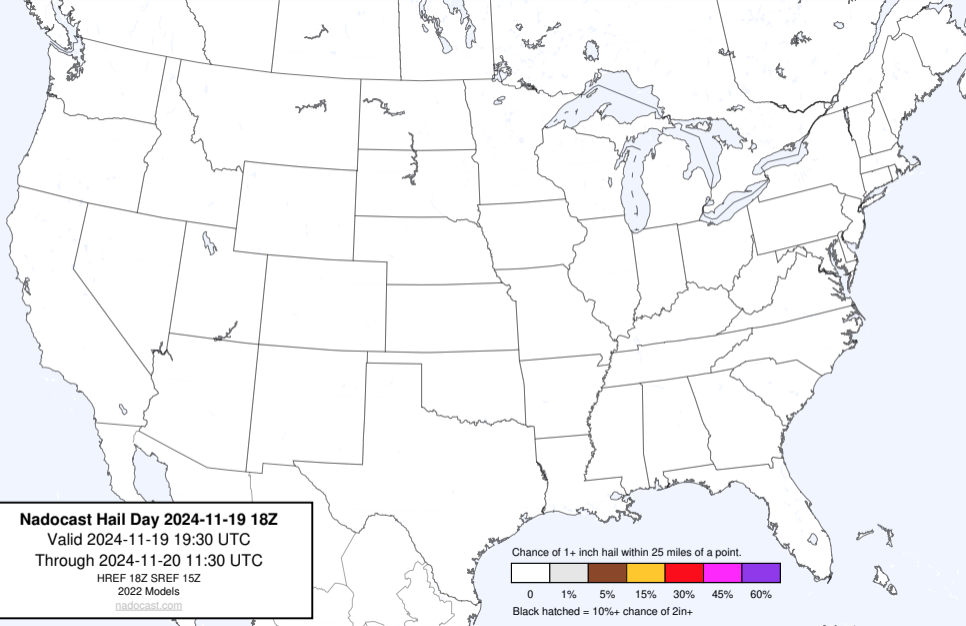 Nadocast Hail Day 2024-11-19 18Z
Valid 2024-11-19 19:30 UTC
Through 2024-11-20 11:30 UTC
HREF 18Z SREF 15Z
2022 Models
nadocast.com
Chance of 1+ inch hail within 25 miles of a point.
0 1% 5% 15% 30% 45% 60%
Black hatched = 10%+ chance of 2in+